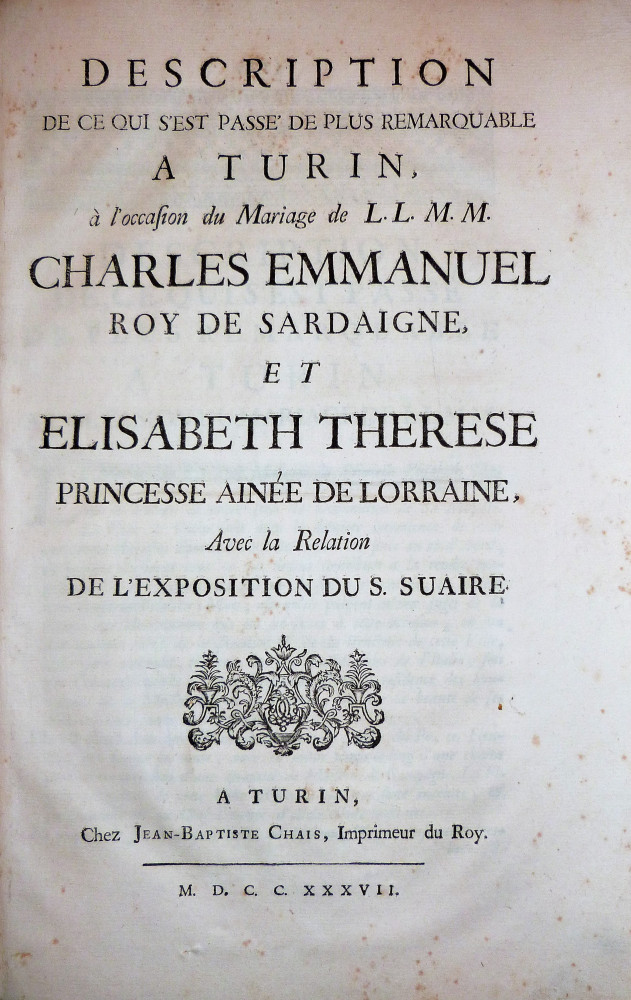 DESCRIPTION
DE CE QUI S'EST PASSE' DE PLUS REMARQUABLE
A TURIN,
à l'occaſion du Mariage de L. L. M. M.
CHARLES EMMANUEL
ROY DE SARDAIGNE,
ET
ELISABETH THERESE
PRINCESSE AINÉE DE LORRAINE,
Avec la Relation
DE L'EXPOSITION DU S. SUAIRE.
A TURIN,
Chez JEAN-BAPTISTE CHAIS, Imprimeur du Roy.
M. D. C. C. XXXVII.